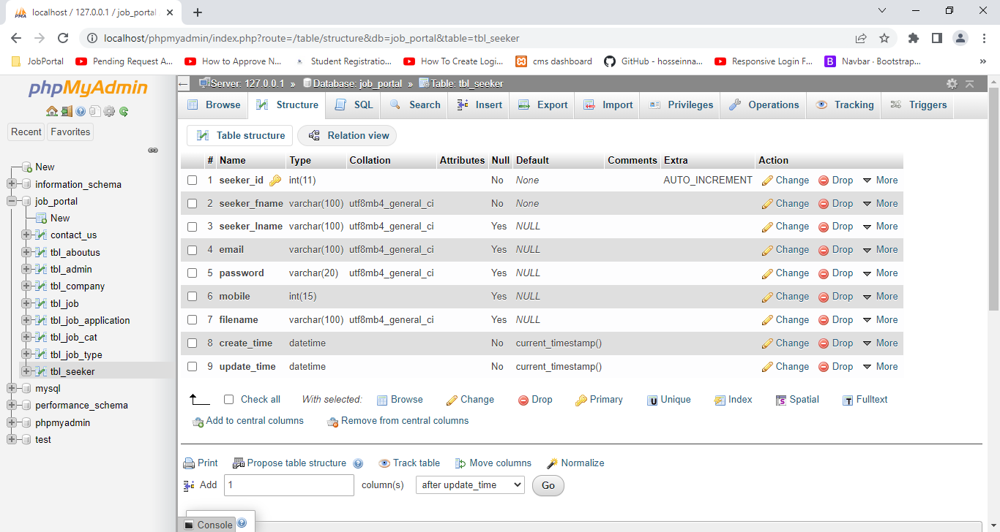 localhost / 127.0.0.1 / job_portal
localhost/phpmyadmin/index.php?route=/table/structure&db=job_portal&table=tbl_seeker
JobPortal Pending Request A... How to Approve N... Student Registratio... How To Create Logi... cms dashboard GitHub - hosseinna... Responsive Login F... B Navbar · Bootstrap... »
phpMyAdmin
Recent Favorites
New
information_schema
job_portal
New
contact_us
tbl_aboutus
tbl_admin
tbl_company
tbl_job
tbl_job_application
tbl_job_cat
tbl_job_type
tbl_seeker
mysql
performance_schema
phpmyadmin
test
Server: 127.0.0.1 » Database: job_portal » Table: tbl_seeker
Browse Structure SQL Search Insert Export Import Privileges Operations Tracking Triggers
Table structure Relation view
# Name Type Collation Attributes Null Default Comments Extra Action
1 seeker_id int(11) No None AUTO_INCREMENT Change Drop More
2 seeker_fname varchar(100) utf8mb4_general_ci No None Change Drop More
3 seeker_lname varchar(100) utf8mb4_general_ci Yes NULL Change Drop More
4 email varchar(100) utf8mb4_general_ci Yes NULL Change Drop More
5 password varchar(20) utf8mb4_general_ci Yes NULL Change Drop More
6 mobile int(15) Yes NULL Change Drop More
7 filename varchar(100) utf8mb4_general_ci Yes NULL Change Drop More
8 create_time datetime No current_timestamp() Change Drop More
9 update_time datetime No current_timestamp() Change Drop More
Check all With selected: Browse Change Drop Primary Unique Index Spatial Fulltext
Add to central columns Remove from central columns
Print Propose table structure Track table Move columns Normalize
Add 1 column(s) after update_time Go
Console